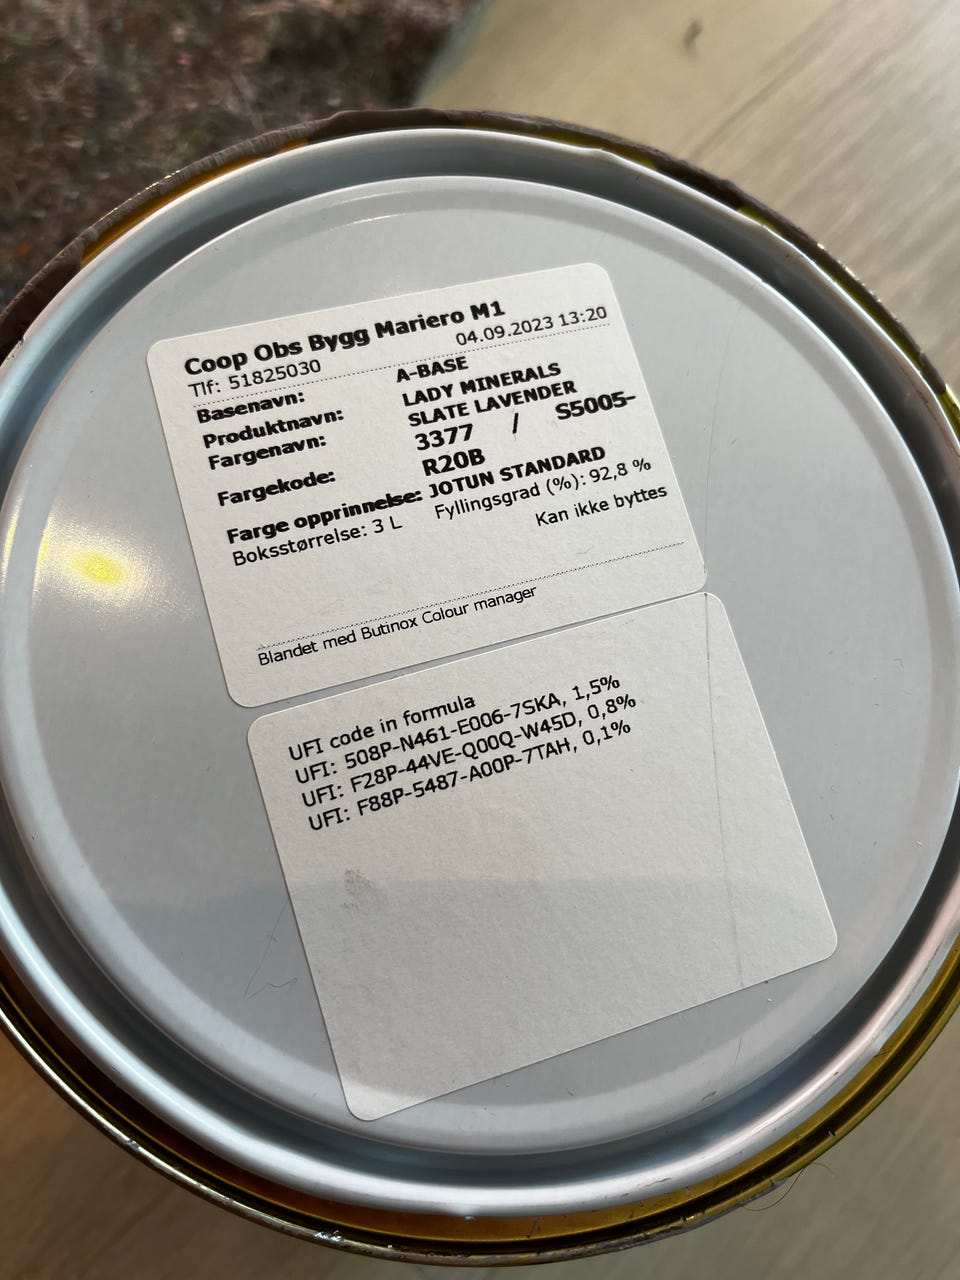 Coop Obs Bygg Mariero M1
Tlf: 51825030 04.09.2023 13:20
Basenavn: A-BASE
Produktnavn: LADY MINERALS
Fargenavn: SLATE LAVENDER
Fargekode: 3377 / S5005-
R20B
Farge opprinnelse: JOTUN STANDARD
Boksstørrelse: 3 L Fyllingsgrad (%): 92,8 %
Kan ikke byttes
Blandet med Butinox Colour manager
UFI code in formula
UFI: 508P-N461-E006-7SKA, 1,5%
UFI: F28P-44VE-Q00Q-W45D, 0,8%
UFI: F88P-5487-A00P-7TAH, 0,1%